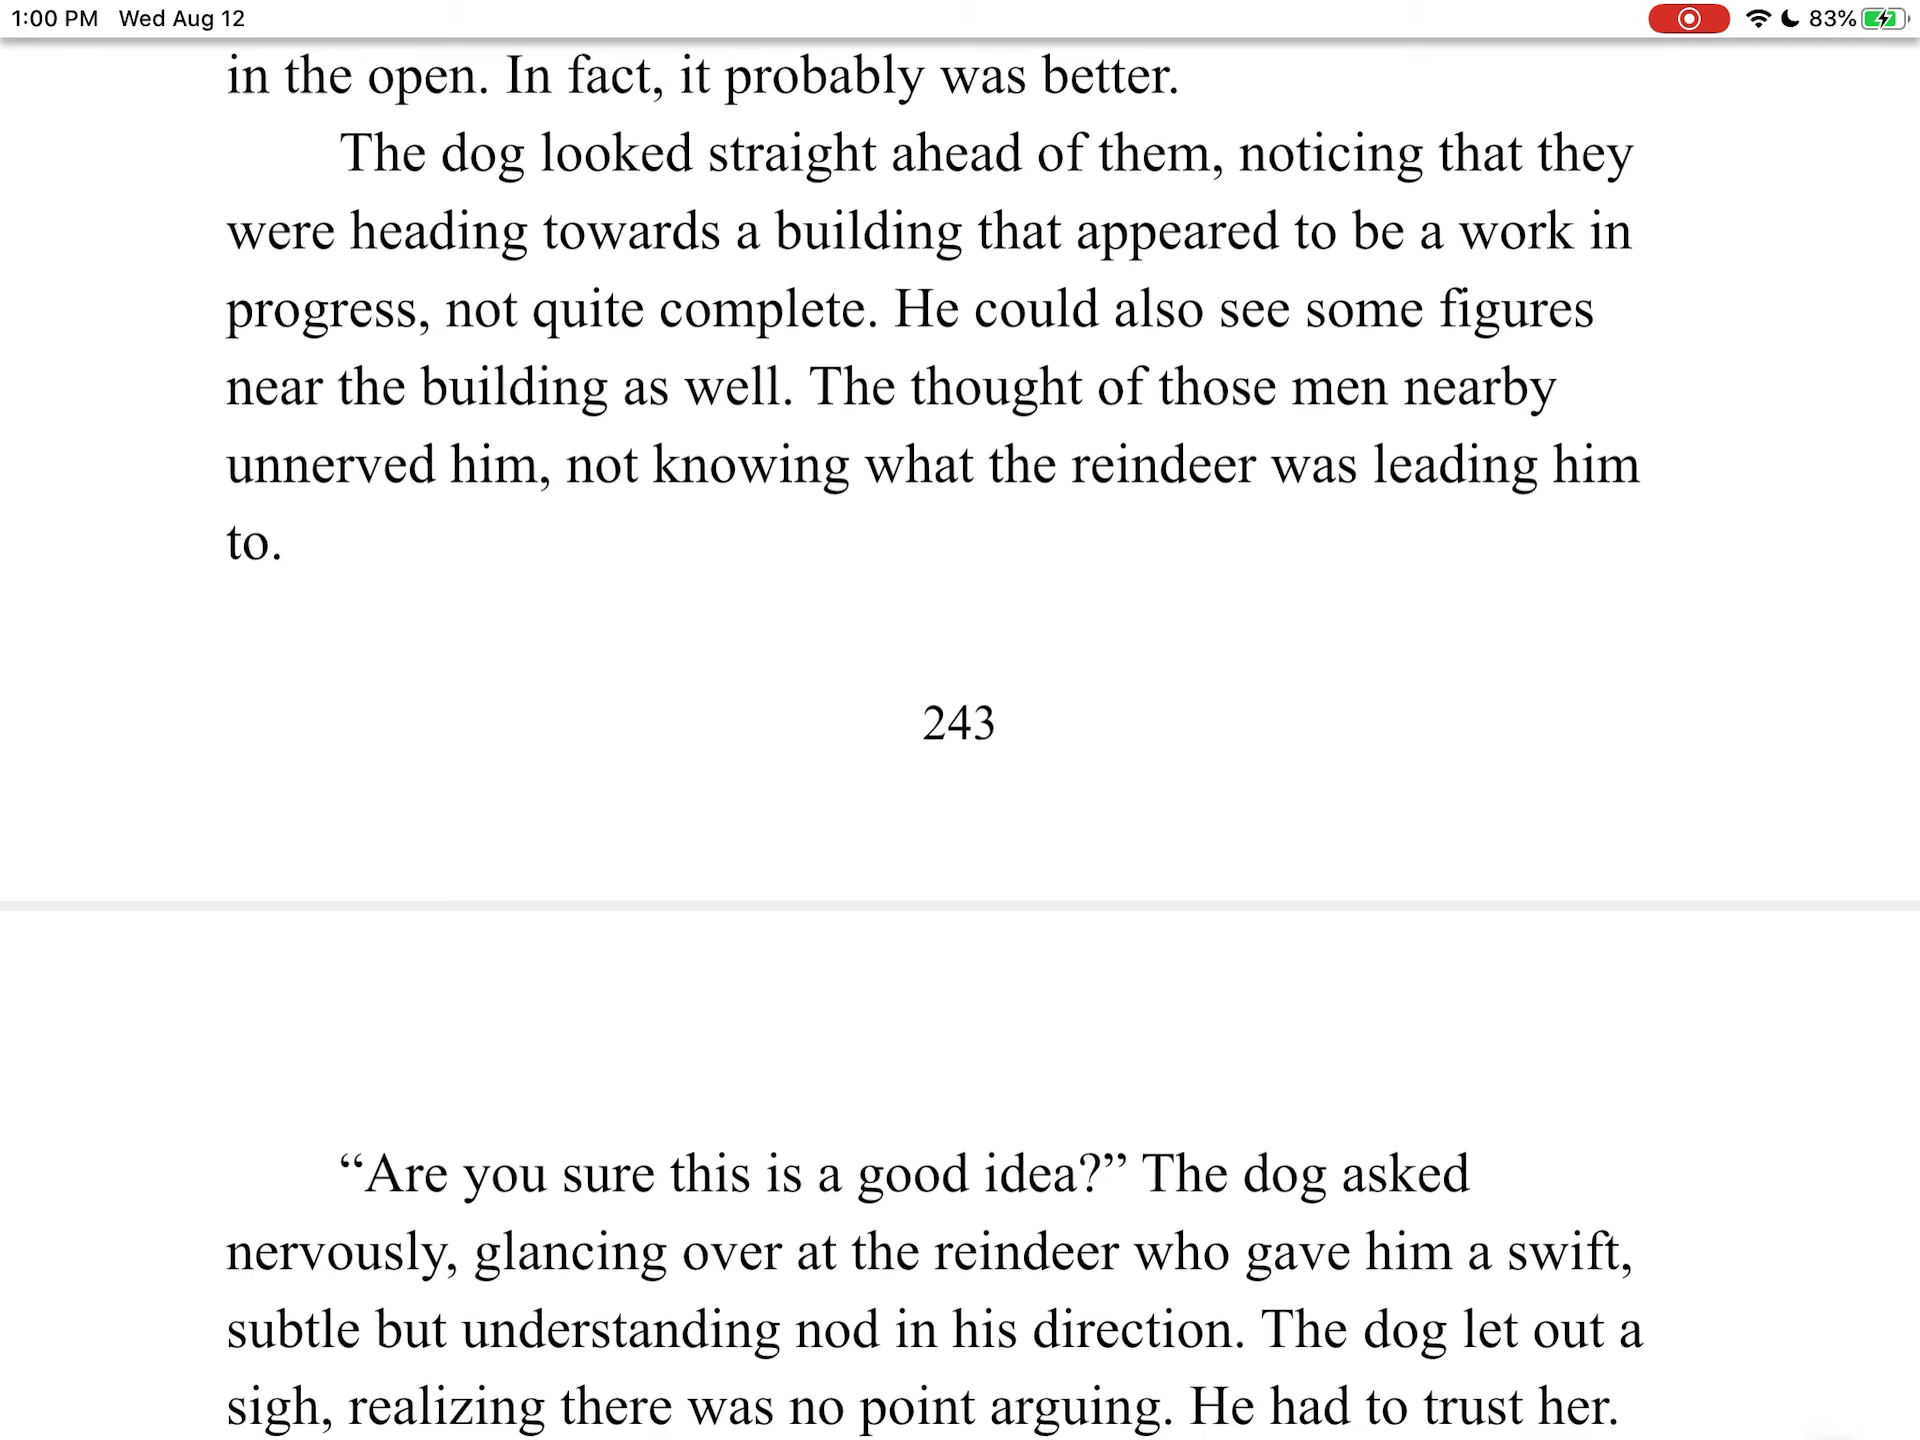 1:00 PM Wed Aug 12 83%
in the open. In fact, it probably was better.
The dog looked straight ahead of them, noticing that they
were heading towards a building that appeared to be a work in
progress, not quite complete. He could also see some figures
near the building as well. The thought of those men nearby
unnerved him, not knowing what the reindeer was leading him
to.
243
“Are you sure this is a good idea?” The dog asked
nervously, glancing over at the reindeer who gave him a swift,
subtle but understanding nod in his direction. The dog let out a
sigh, realizing there was no point arguing. He had to trust her.